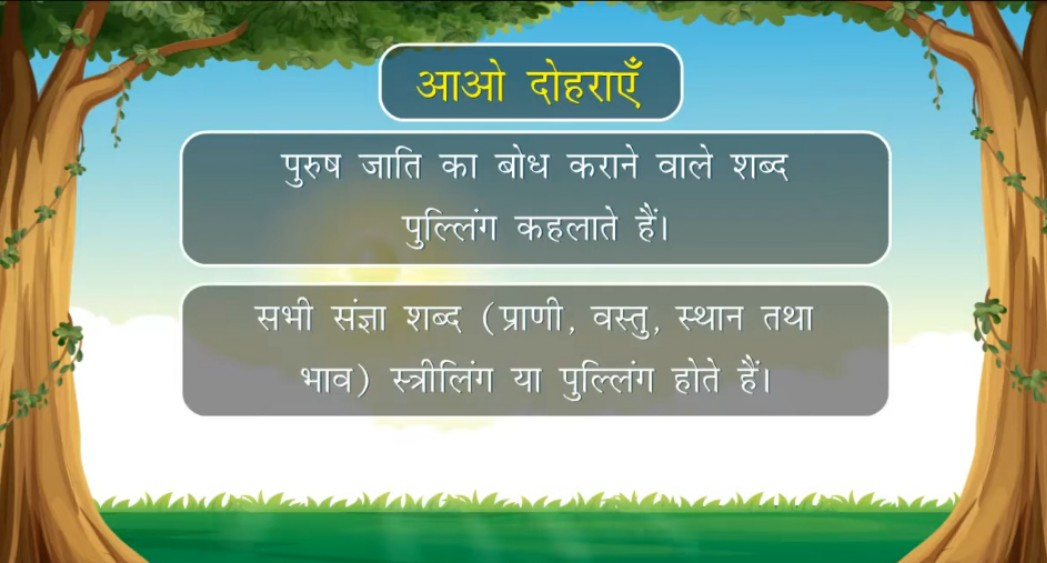 आओ दोहराएँ
पुरुष जाति का बोध कराने वाले शब्द
पुल्लिंग कहलाते हैं।
सभी संज्ञा शब्द (प्राणी, वस्तु, स्थान तथा
भाव) स्त्रीलिंग या पुल्लिंग होते हैं।